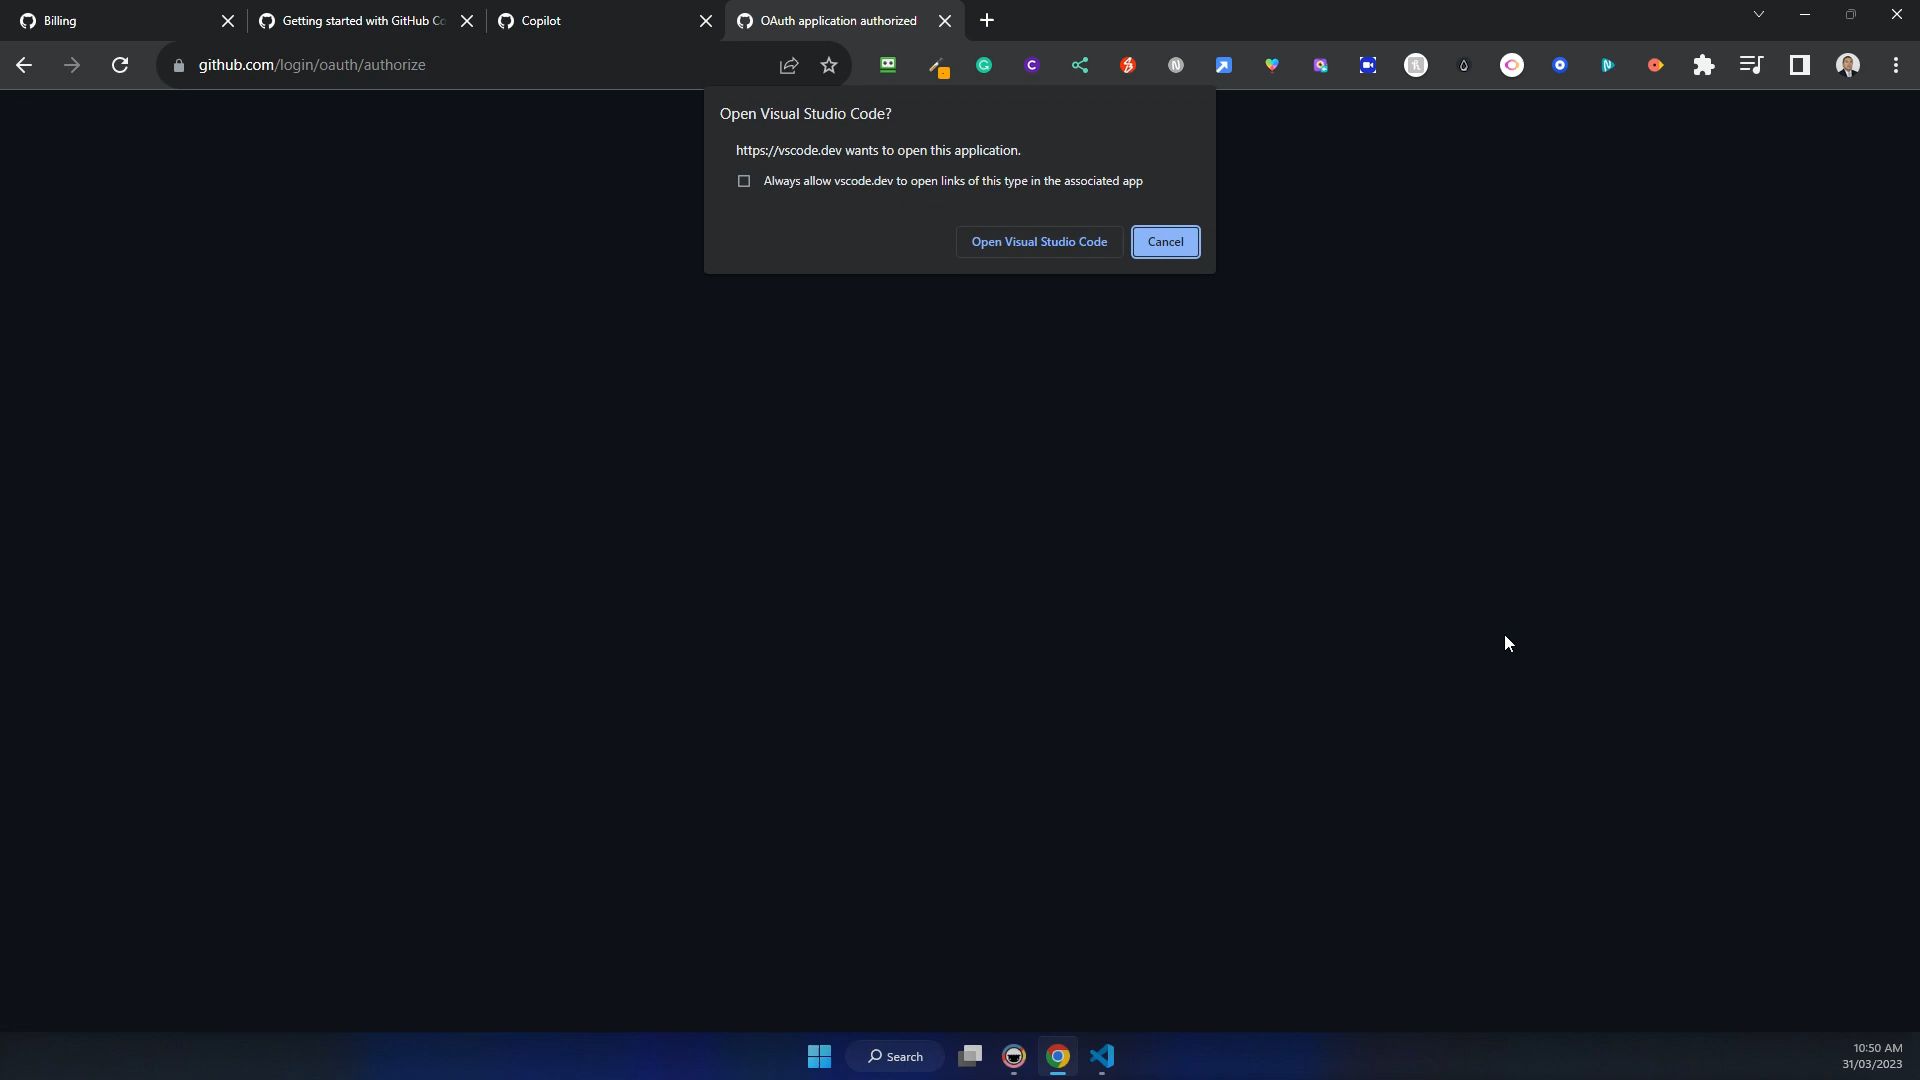 Billing
Getting started with GitHub Co
Copilot
OAuth application authorized
github.com/login/oauth/authorize
Open Visual Studio Code?
https://vscode.dev wants to open this application.
Always allow vscode.dev to open links of this type in the associated app
Open Visual Studio Code
Cancel
Search
10:50 AM
31/03/2023